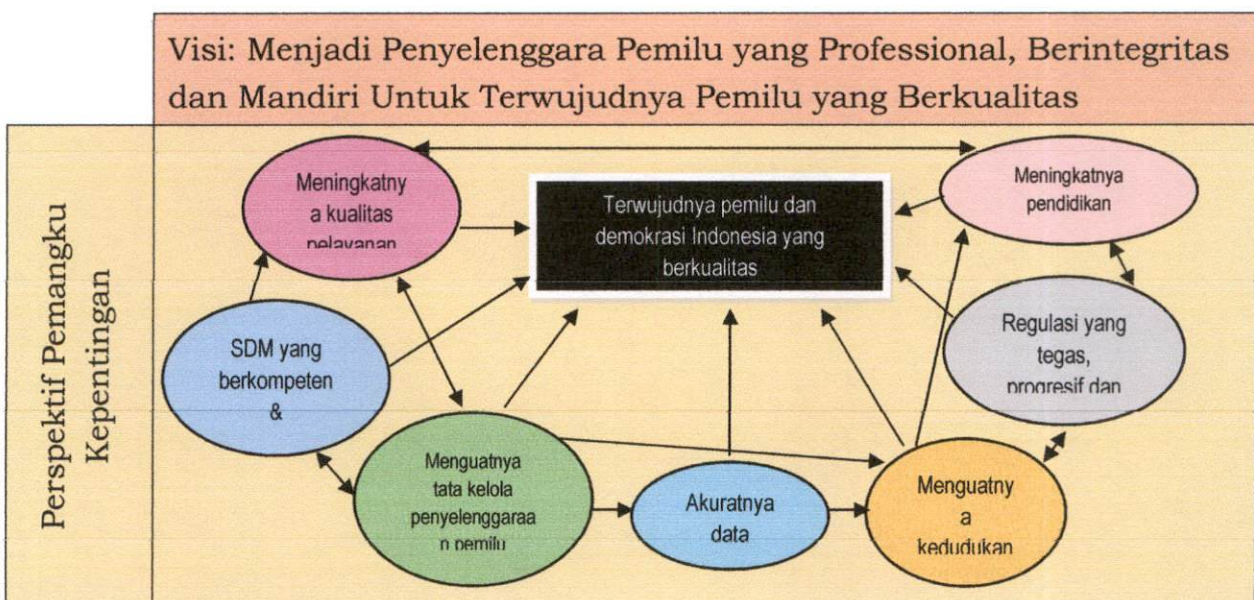 Visi: Menjadi Penyelenggara Pemilu yang Professional, Berintegritas
dan Mandiri Untuk Terwujudnya Pemilu yang Berkualitas
Perspektif Pemangku
Kepentingan
Meningkatny
a kualitas
pelayanan
Terwujudnya pemilu dan
demokrasi Indonesia yang
berkualitas
Meningkatnya
pendidikan
SDM yang
berkompeten
&
Regulasi yang
tegas,
progresif dan
Menguatnya
tata kelola
penyelenggaraa
n pemilu
Akuratnya
data
Menguatny
a
kedudukan